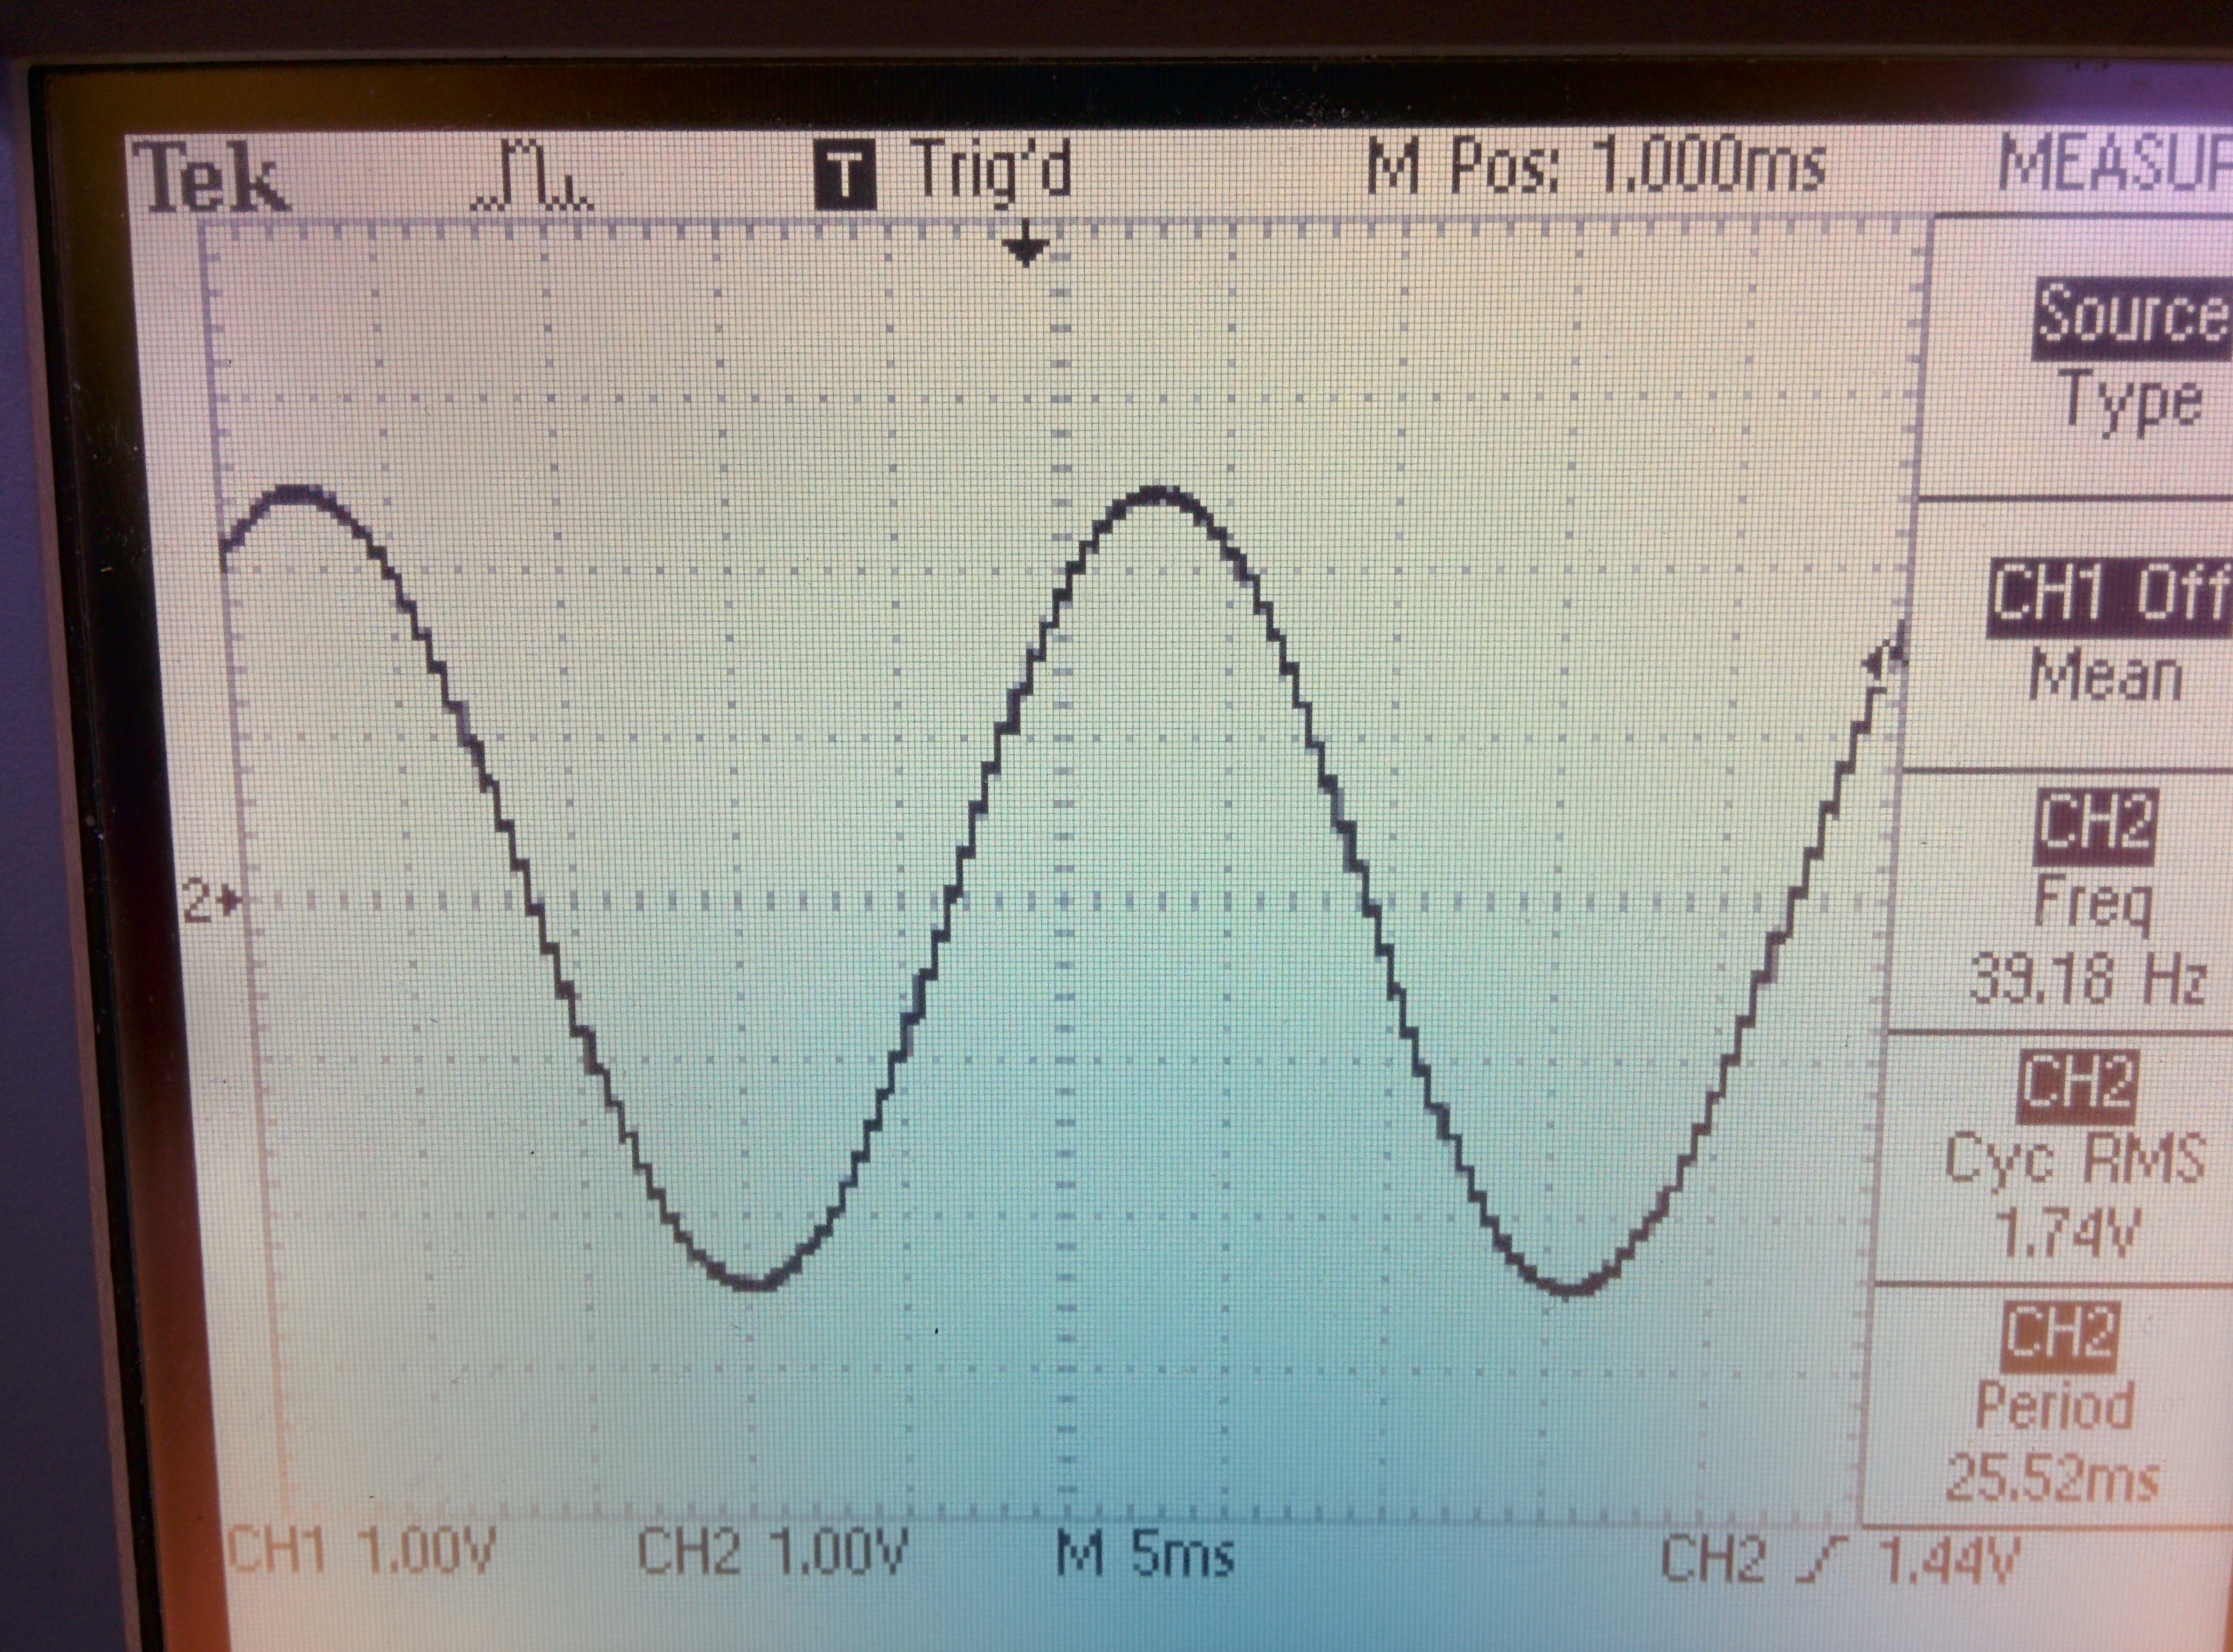 Tek T Trig'd M Pos: 1.000ms MEASUR
Source
Type
CH1 Off
Mean
2
CH2
Freq
39.18 Hz
CH2
Cyc RMS
1.74V
CH2
Period
25.52ms
CH1 1.00V CH2 1.00V M 5ms CH2 1.44V